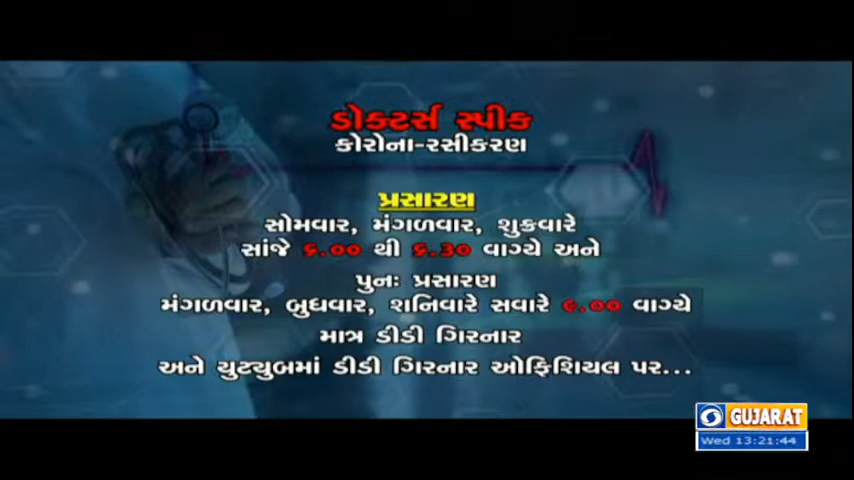 ડોક્ટર્સ સ્પીક
કોરોના-રસીકરણ
પ્રસારણ
સોમવાર, મંગળવાર, શુક્રવારે
સાંજે ૬.૦૦ થી ૬.૩૦ વાગ્યે અને
પુનઃ પ્રસારણ
મંગળવાર, બુધવાર, શનિવારે સવારે ૯.૦૦ વાગ્યે
માત્ર ડીડી ગિરનાર
અને યુટ્યુબમાં ડીડી ગિરનાર ઓફિશિયલ પર...
GUJARAT
Wed 13:21:44